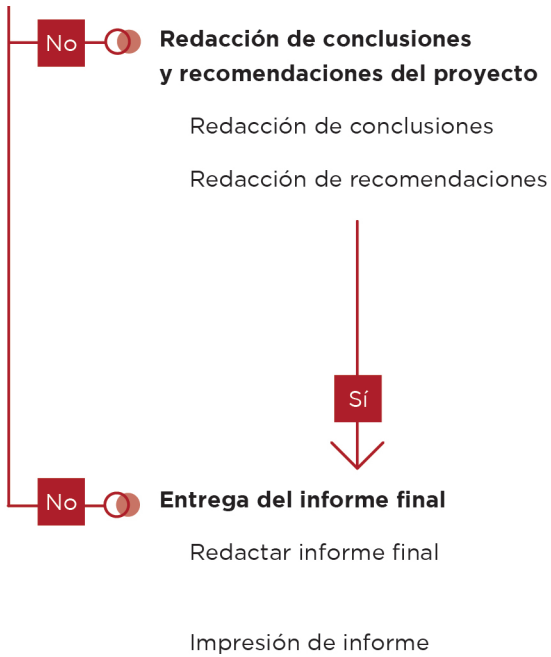 No
Redacción de conclusiones
y recomendaciones del proyecto
Redacción de conclusiones
Redacción de recomendaciones
Sí
No
Entrega del informe final
Redactar informe final
Impresión de informe